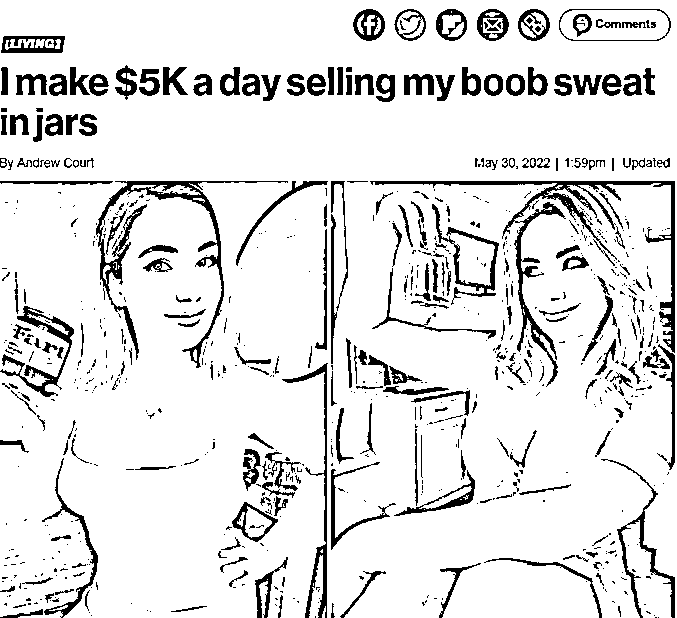 Comments
LIVING
I make $5K a day selling my boob sweat
in jars
By Andrew Court
May 30, 2022 | 1:59pm | Updated
Fart